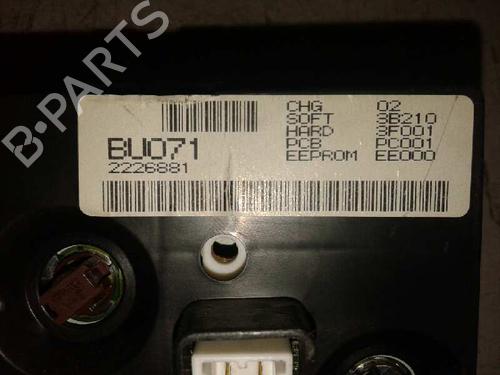 B-PARTS
CHG 02
SOFT 3B210
HARD 3F001
PCB PC001
EEPROM EE000
BU071
2226881